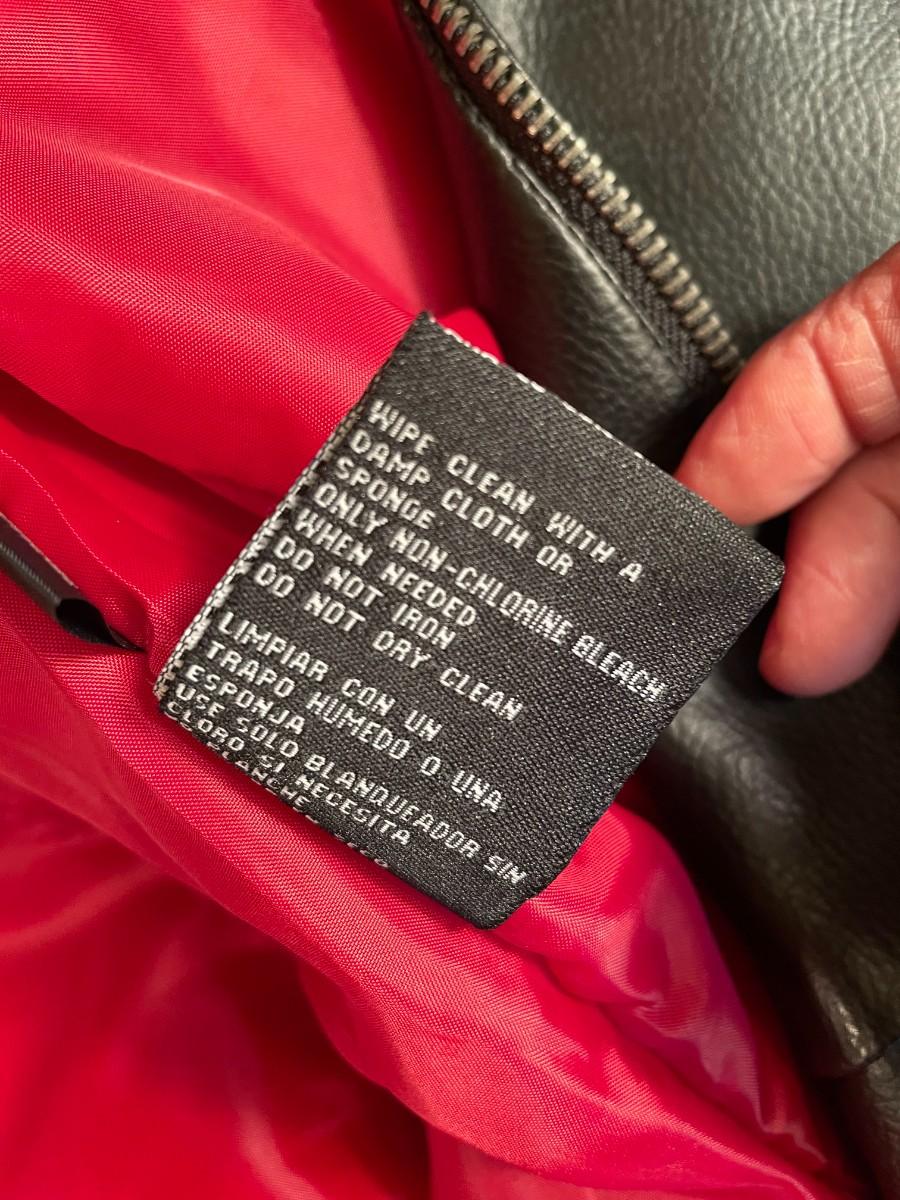 WIPE CLEAN WITH A
DAMP CLOTH OR
SPONGE
ONLY NON-CHLORINE BLEACH
WHEN NEEDED
DO NOT IRON
DO NOT DRY CLEAN
LIMPIAR CON UN
TRAPO HUMEDO O UNA
ESPONJA
USE SOLO BLANQUEADOR SIN
CLORO SI NECESITA
PLANCHE